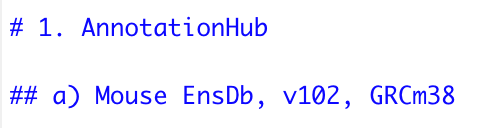 # 1. AnnotationHub
## a) Mouse EnsDb, v102, GRCm38